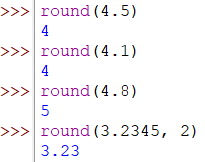 >>> round(4.5)
4
>>> round(4.1)
4
>>> round(4.8)
5
>>> round(3.2345, 2)
3.23